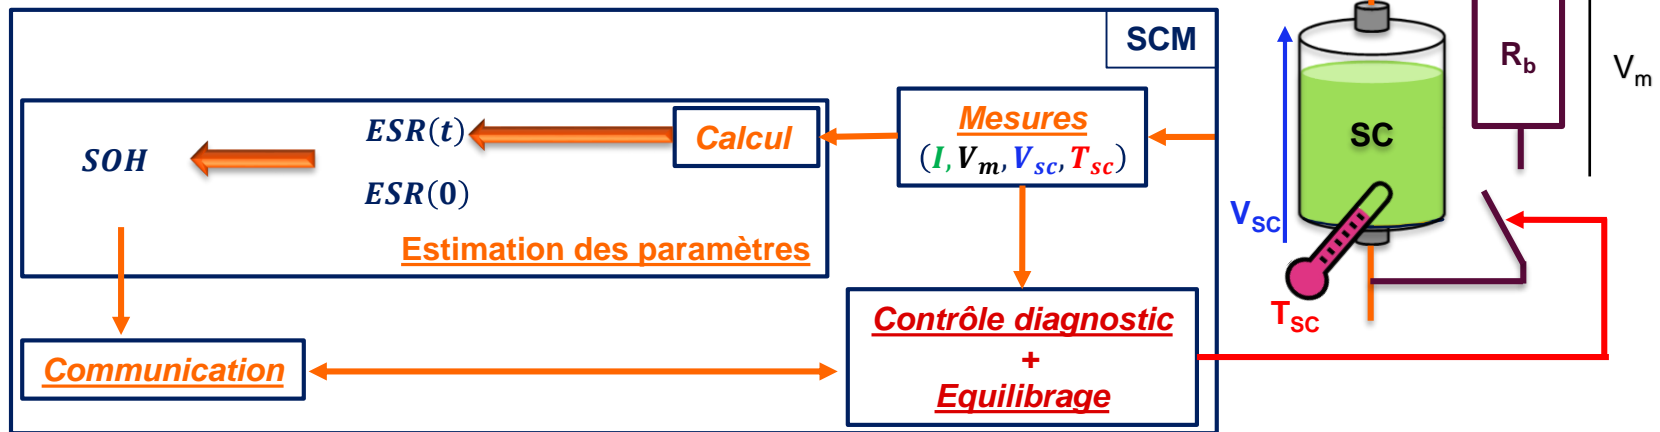 SCM
SOH
ESR(t)
ESR(0)
Calcul
Estimation des paramètres
Mesures
(I, Vm, Vsc, Tsc)
Communication
Contrôle diagnostic
+
Equilibrage
VSC
SC
TSC
Rb
Vm